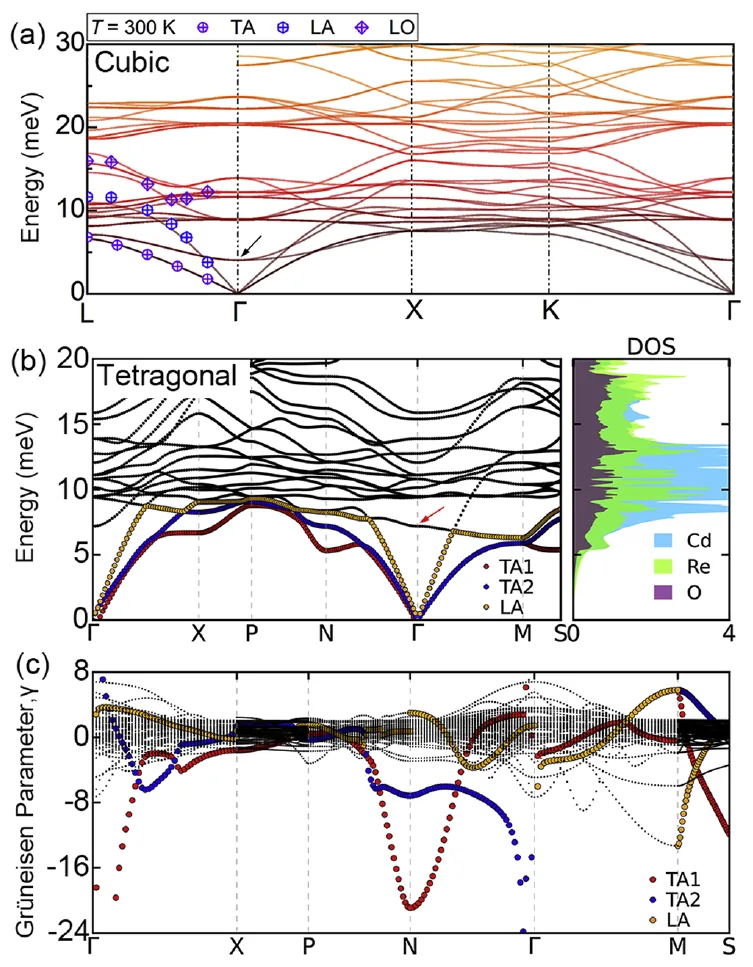 T = 300 K TA LA LO
(a)
Cubic
30
20
10
0
Energy (meV)
L Γ X K Γ
(b)
Tetragonal
DOS
20
15
10
5
0
Energy (meV)
TA1
TA2
LA
Cd
Re
O
Γ X P N Γ M S
0 4
(c)
8
0
-8
-16
-24
Grüneisen Parameter,γ
TA1
TA2
LA
Γ X P N Γ M S